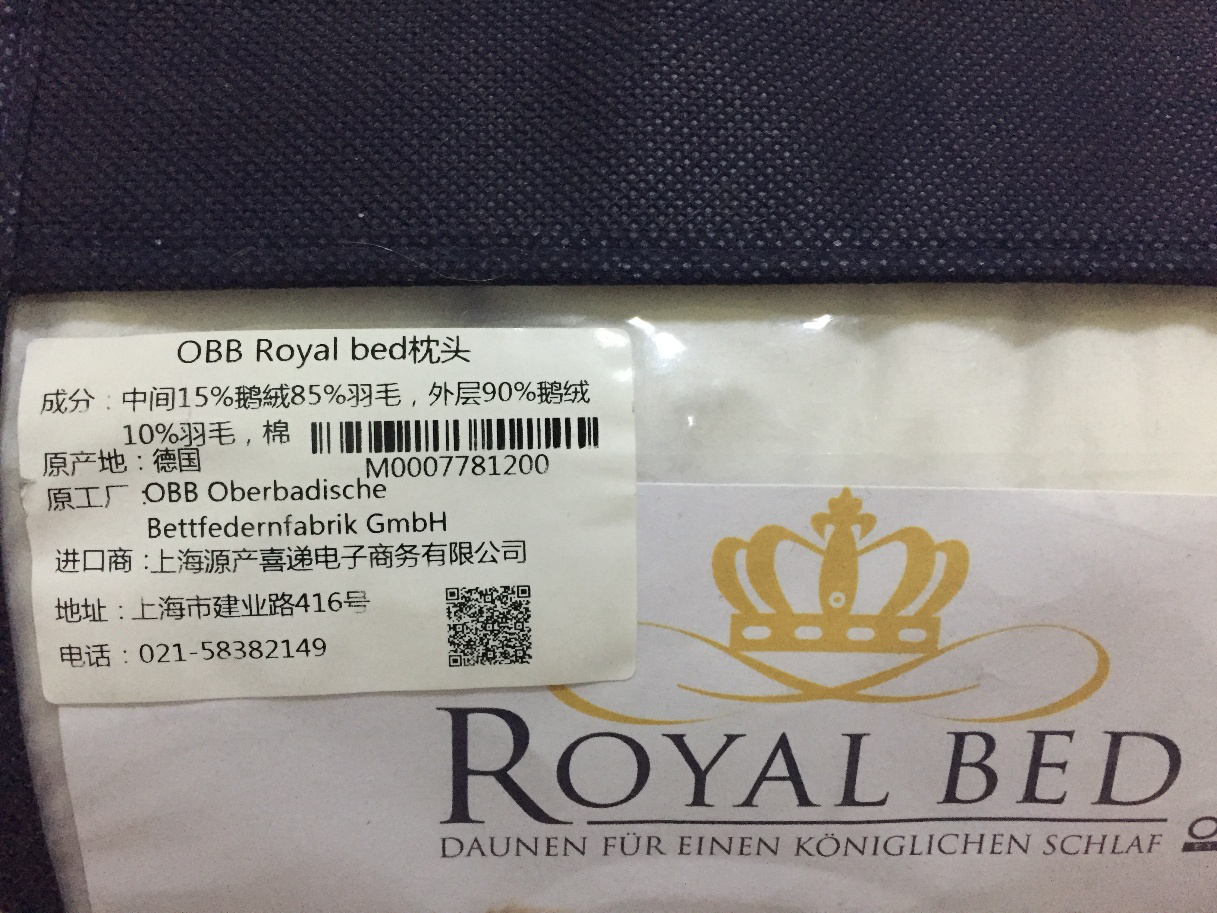 OBB Royal bed枕头
成分：中间15%鹅絨85%羽毛，外层90%鹅绒
10%羽毛，棉
M0007781200
原产地：德国
原工厂：OBB Oberbadische
Bettfedernfabrik GmbH
进口商：上海源产喜递电子商务有限公司
地址：上海市建业路416号
电话：021-58382149
ROYAL BED
DAUNEN FÜR EINEN KÖNIGLICHEN SCHLAF